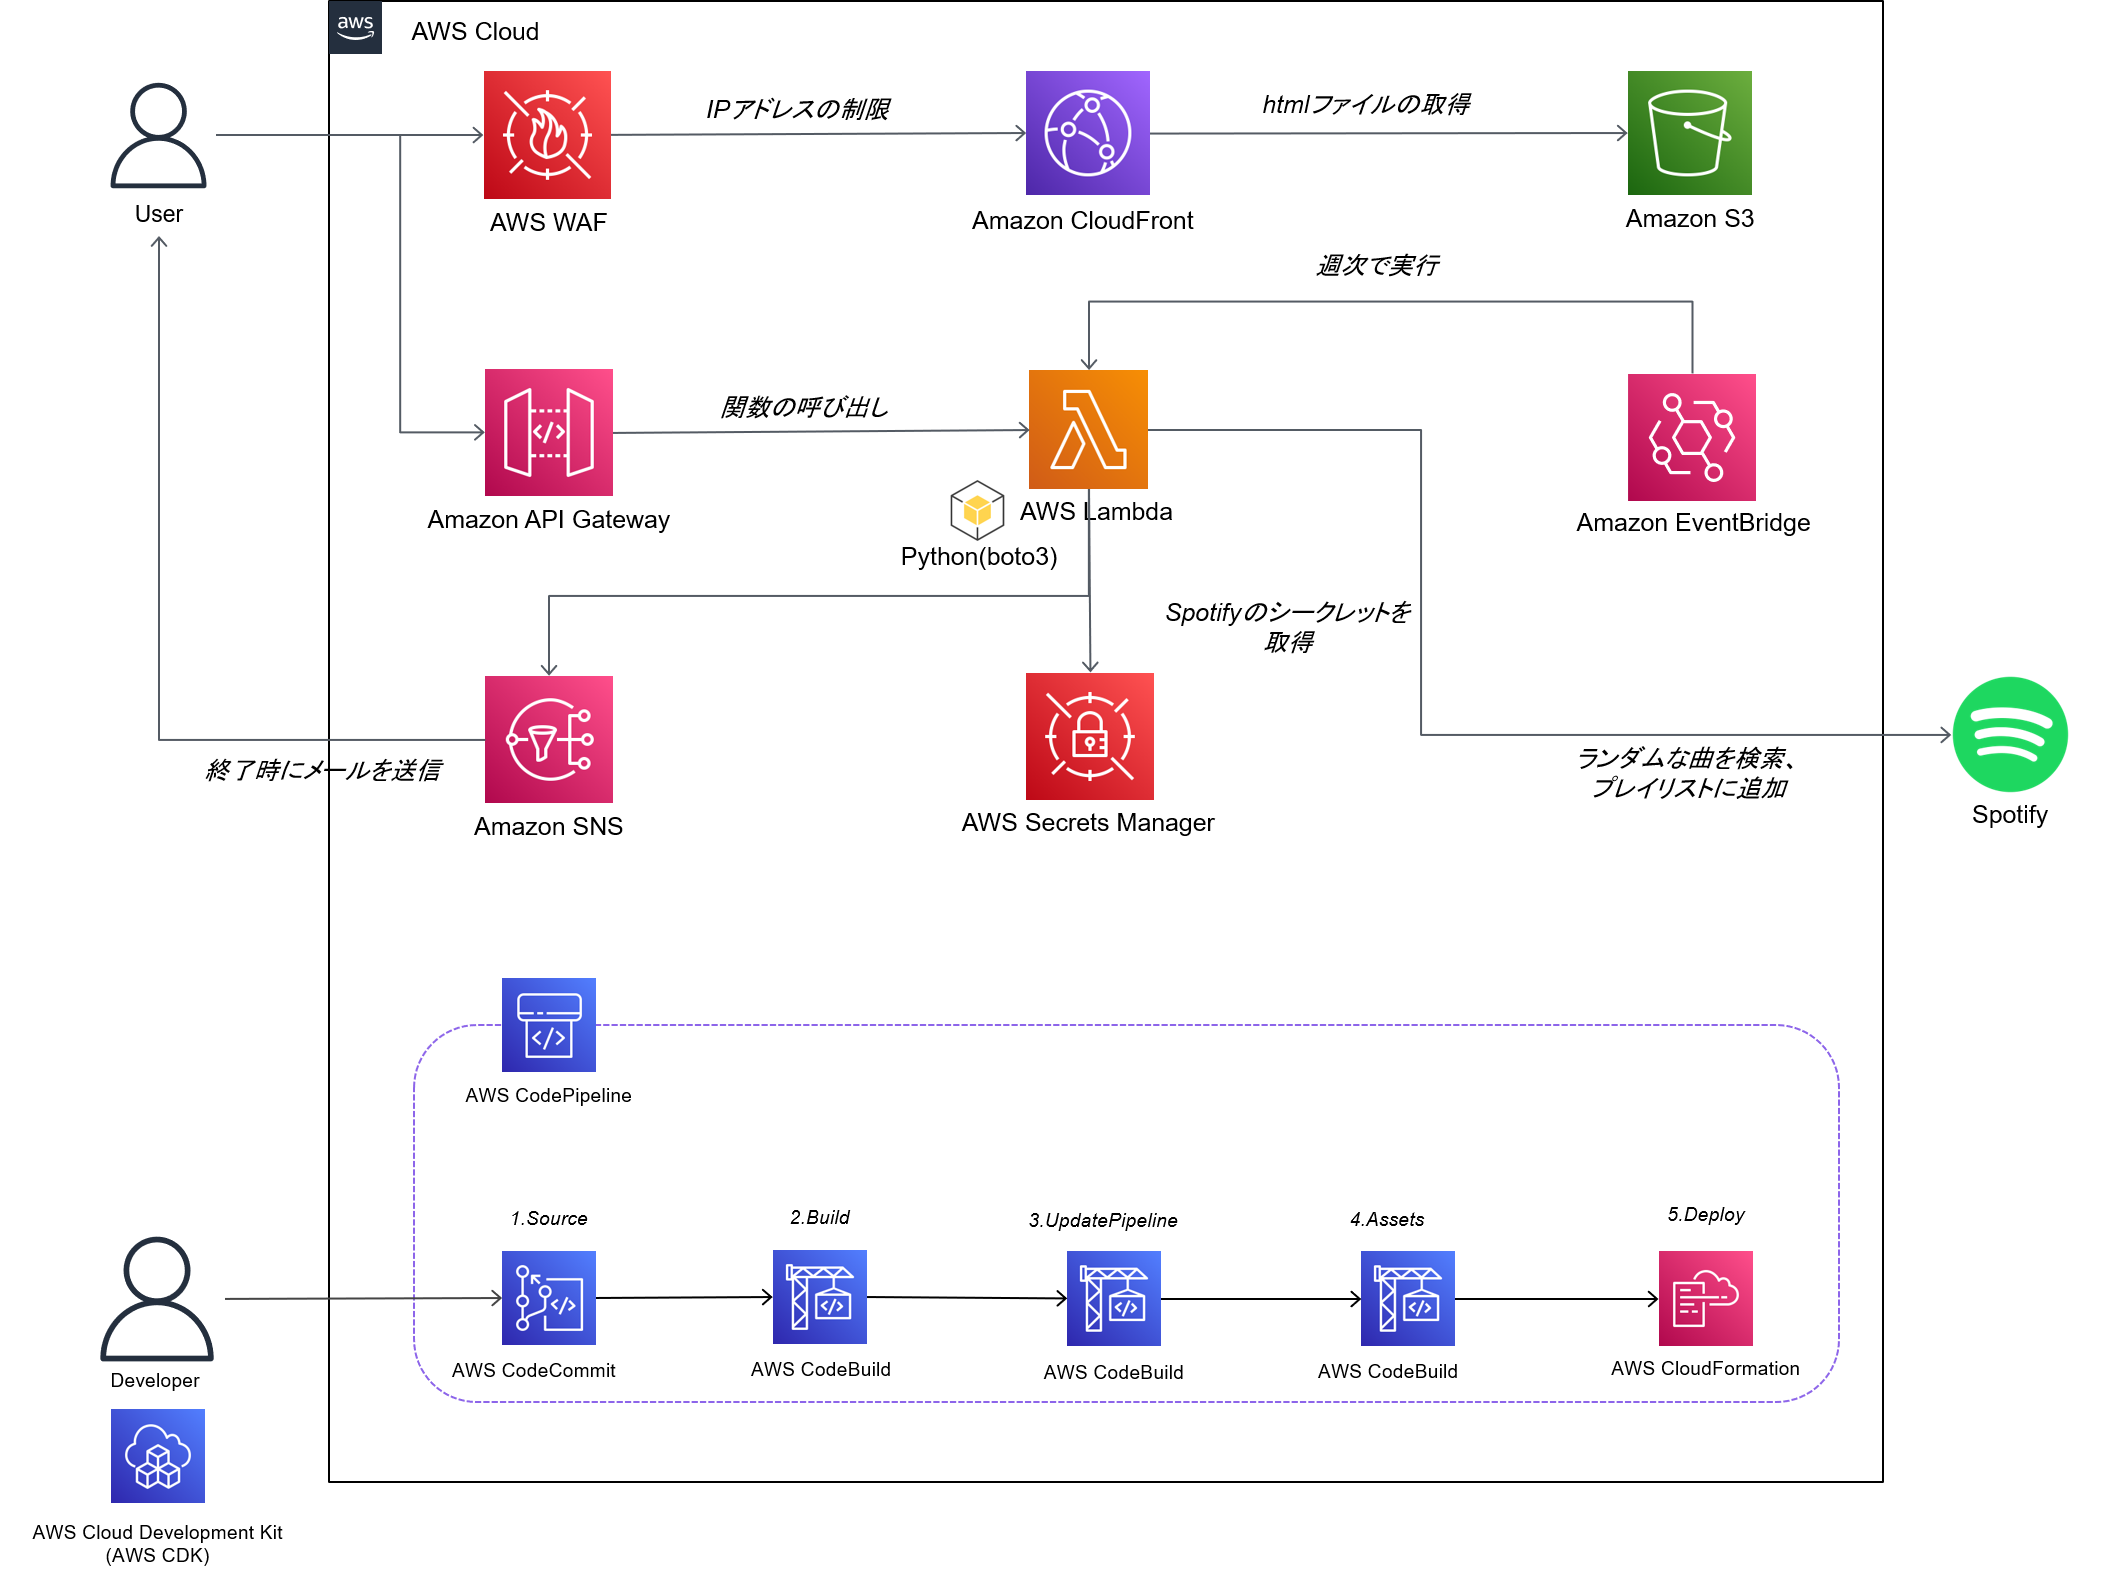 aws
AWS Cloud
User
AWS WAF
IPアドレスの制限
Amazon CloudFront
htmlファイルの取得
Amazon S3
週次で実行
Amazon API Gateway
関数の呼び出し
AWS Lambda
Python(boto3)
Amazon EventBridge
Spotifyのシークレットを
取得
終了時にメールを送信
Amazon SNS
AWS Secrets Manager
ランダムな曲を検索、
プレイリストに追加
Spotify
AWS CodePipeline
1.Source
2.Build
3.UpdatePipeline
4.Assets
5.Deploy
AWS CodeCommit
AWS CodeBuild
AWS CodeBuild
AWS CodeBuild
AWS CloudFormation
Developer
AWS Cloud Development Kit
(AWS CDK)